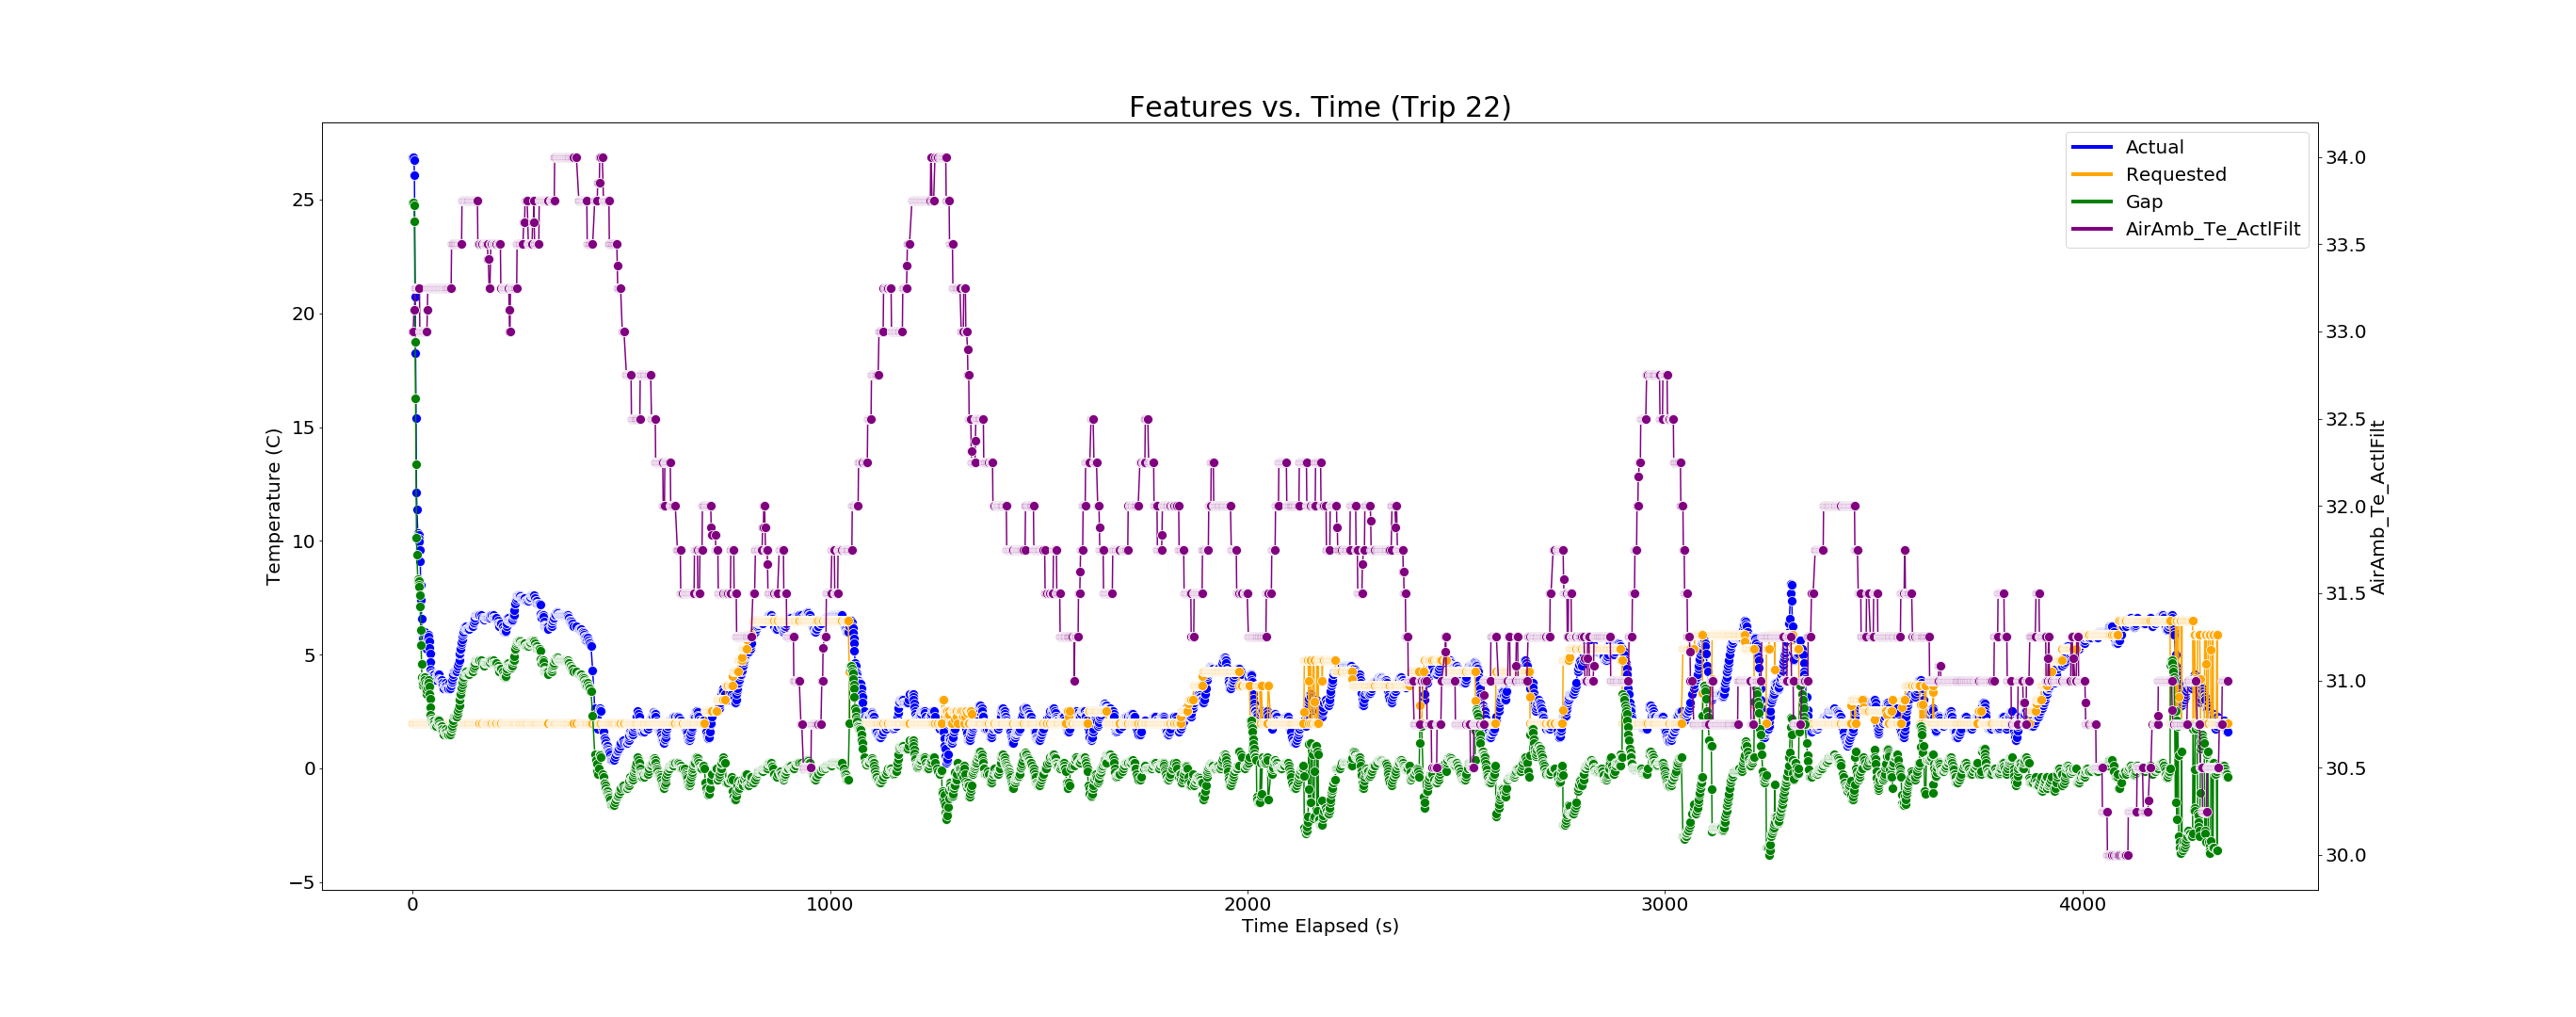 Features vs. Time (Trip 22)
Actual
Requested
Gap
AirAmb_Te_ActlFilt
Temperature (C)
25
20
15
10
5
0
−5
34.0
33.5
33.0
32.5
32.0
31.5
31.0
30.5
30.0
AirAmb_Te_ActlFilt
0 1000 2000 3000 4000
Time Elapsed (s)